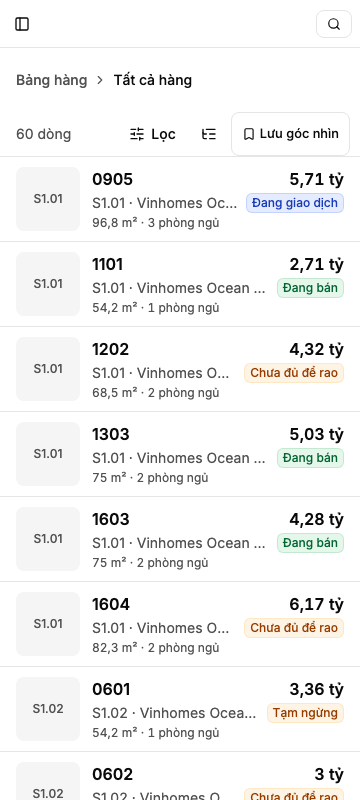 Bảng hàng > Tất cả hàng
60 dòng Lọc Lưu góc nhìn
S1.01 0905 5,71 tỷ
S1.01 · Vinhomes Oc... Đang giao dịch
96,8 m² · 3 phòng ngủ
S1.01 1101 2,71 tỷ
S1.01 · Vinhomes Ocean ... Đang bán
54,2 m² · 1 phòng ngủ
S1.01 1202 4,32 tỷ
S1.01 · Vinhomes O... Chưa đủ để rao
68,5 m² · 2 phòng ngủ
S1.01 1303 5,03 tỷ
S1.01 · Vinhomes Ocean ... Đang bán
75 m² · 2 phòng ngủ
S1.01 1603 4,28 tỷ
S1.01 · Vinhomes Ocean ... Đang bán
75 m² · 2 phòng ngủ
S1.01 1604 6,17 tỷ
S1.01 · Vinhomes O... Chưa đủ để rao
82,3 m² · 2 phòng ngủ
S1.02 0601 3,36 tỷ
S1.02 · Vinhomes Ocea... Tạm ngừng
54,2 m² · 1 phòng ngủ
S1.02 0602 3 tỷ
S1.02 · Vinhomes O... Chưa đủ để rao